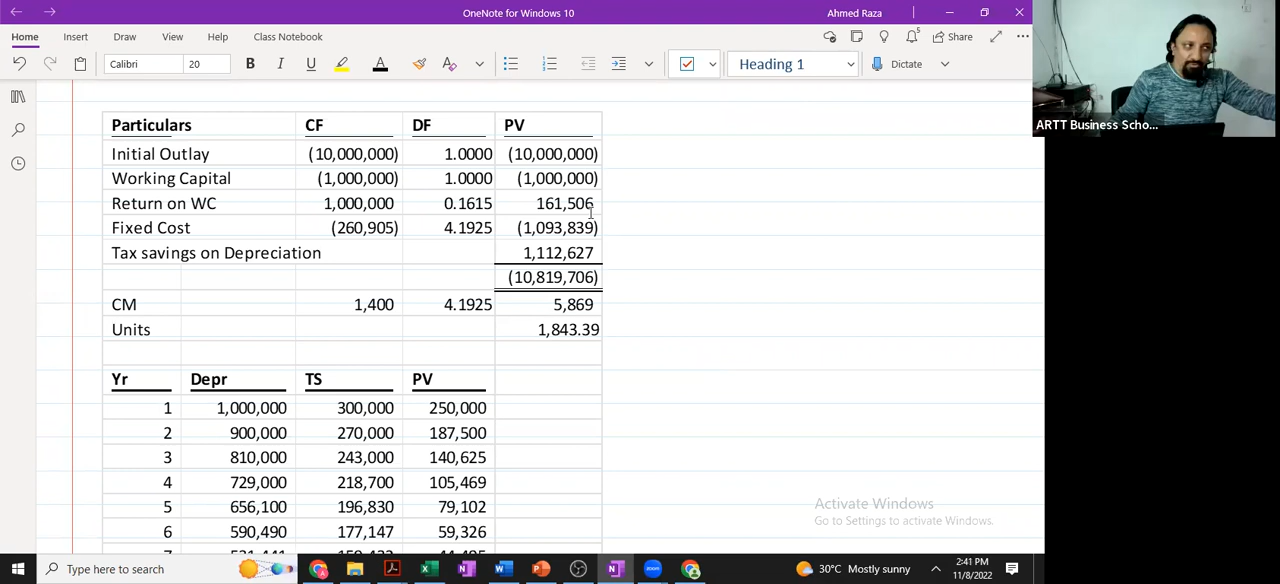 OneNote for Windows 10
Ahmed Raza
Home Insert Draw View Help Class Notebook
Share
Calibri 20 B I U A Heading 1 Dictate
ARTT Business Scho...
Particulars CF DF PV
Initial Outlay (10,000,000) 1.0000 (10,000,000)
Working Capital (1,000,000) 1.0000 (1,000,000)
Return on WC 1,000,000 0.1615 161,506
Fixed Cost (260,905) 4.1925 (1,093,839)
Tax savings on Depreciation 1,112,627
(10,819,706)
CM 1,400 4.1925 5,869
Units 1,843.39
Yr Depr TS PV
1 1,000,000 300,000 250,000
2 900,000 270,000 187,500
3 810,000 243,000 140,625
4 729,000 218,700 105,469
5 656,100 196,830 79,102
6 590,490 177,147 59,326
Activate Windows
Go to Settings to activate Windows.
Type here to search
30°C Mostly sunny
2:41 PM
11/8/2022